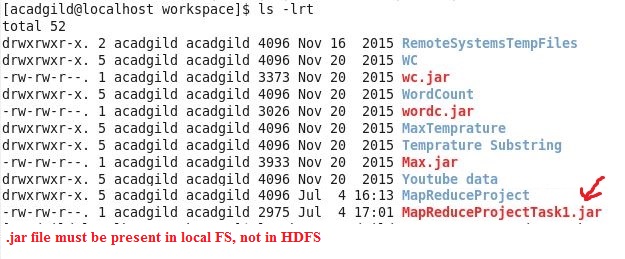 [acadgild@localhost workspace]$ ls -lrt
total 52
drwxrwxr-x. 2 acadgild acadgild 4096 Nov 16  2015 RemoteSystemsTempFiles
drwxrwxr-x. 5 acadgild acadgild 4096 Nov 20  2015 WC
-rw-rw-r--. 1 acadgild acadgild 3373 Nov 20  2015 wc.jar
drwxrwxr-x. 5 acadgild acadgild 4096 Nov 20  2015 WordCount
-rw-rw-r--. 1 acadgild acadgild 3026 Nov 20  2015 wordc.jar
drwxrwxr-x. 5 acadgild acadgild 4096 Nov 20  2015 MaxTemprature
drwxrwxr-x. 5 acadgild acadgild 4096 Nov 20  2015 Temprature Substring
-rw-rw-r--. 1 acadgild acadgild 3933 Nov 20  2015 Max.jar
drwxrwxr-x. 5 acadgild acadgild 4096 Nov 20  2015 Youtube data
drwxrwxr-x. 5 acadgild acadgild 4096 Jul  4 16:13 MapReduceProject
-rw-rw-r--. 1 acadgild acadgild 2975 Jul  4 17:01 MapReduceProjectTask1.jar
.jar file must be present in local FS, not in HDFS